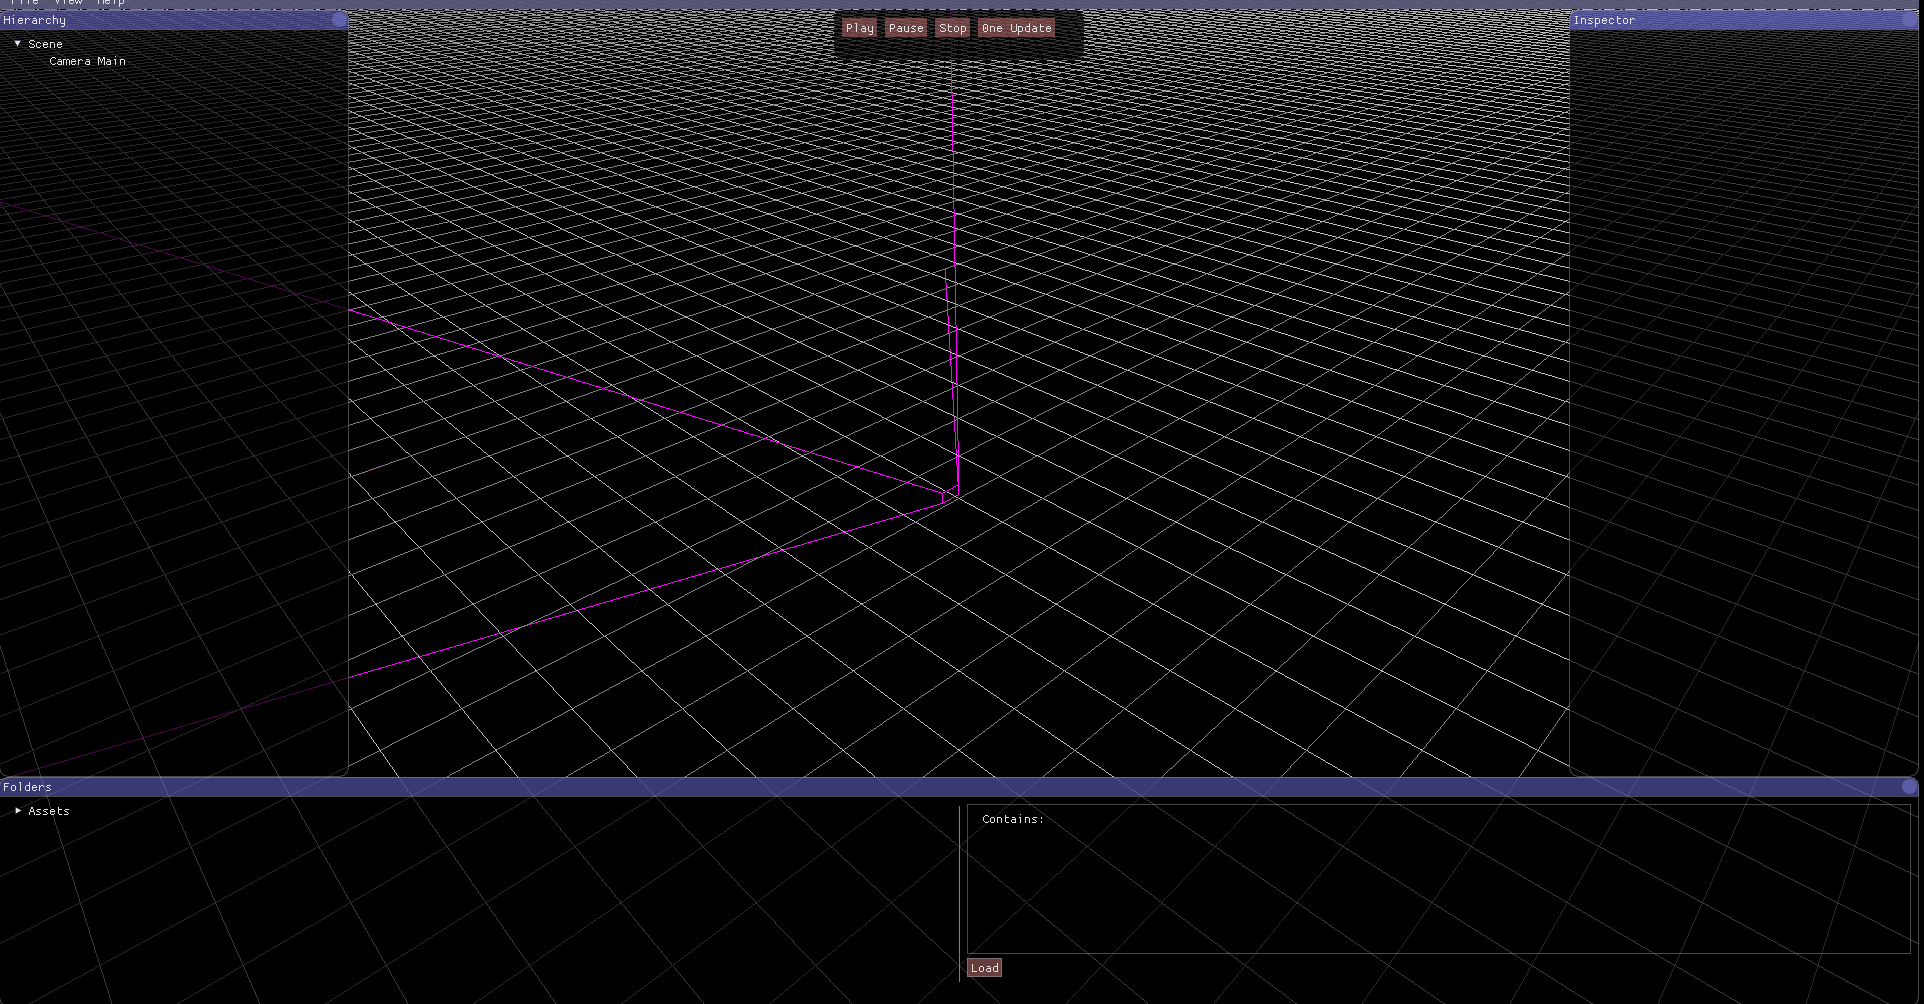 File View Help
Hierarchy
Scene
Camera Main
Play Pause Stop One Update
Inspector
Folders
Assets
Contains:
Load